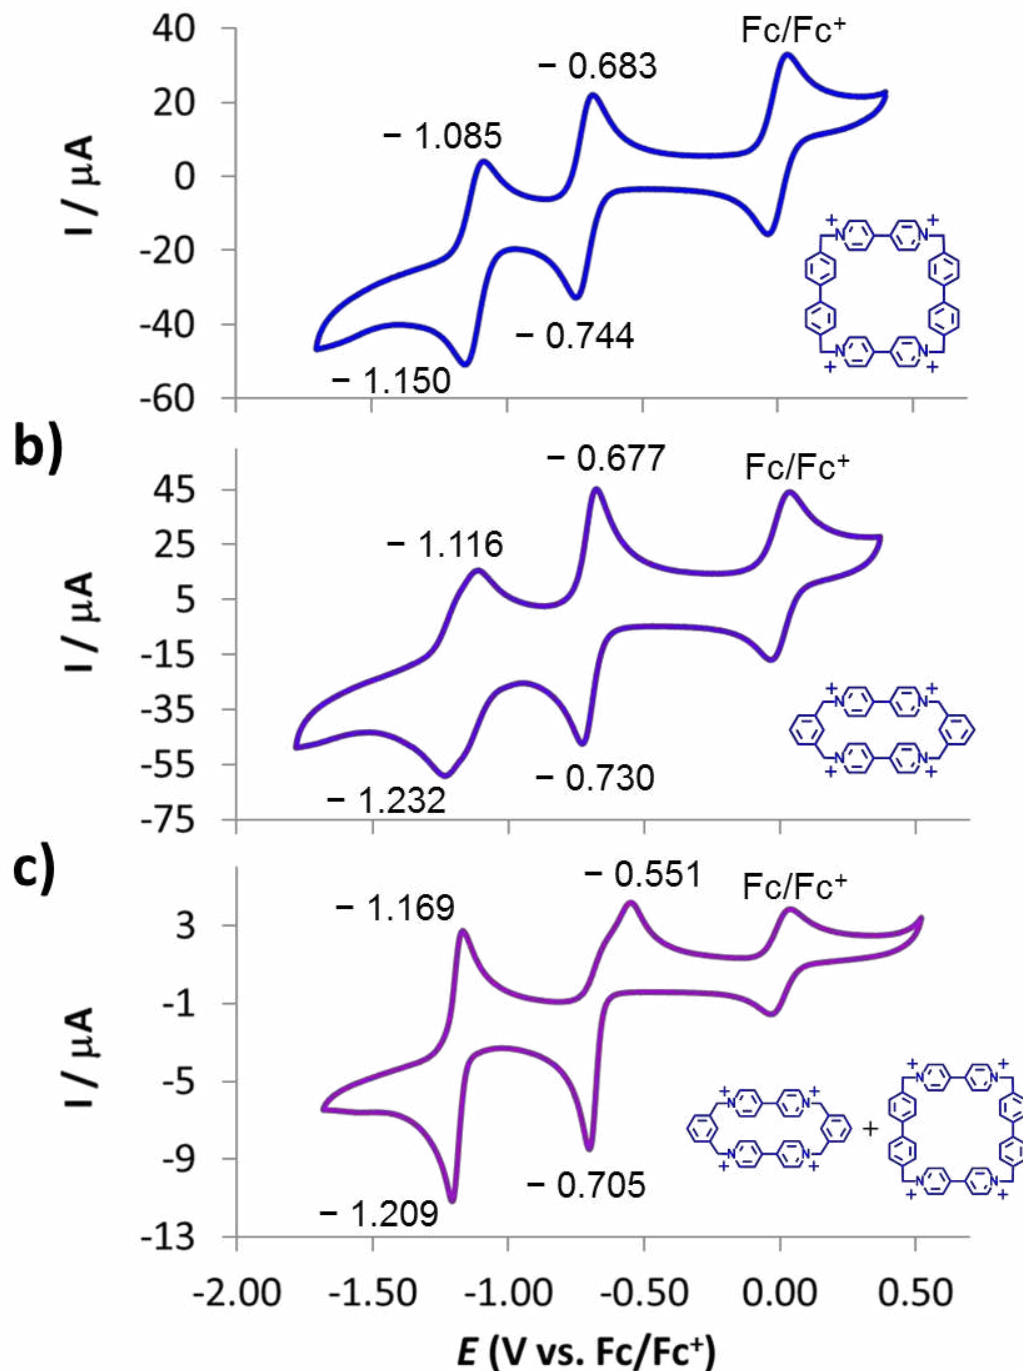 40
Fc/Fc⁺
− 0.683
20
− 1.085
0
I / μA
-20
+ +
N N
-40
− 0.744
N N
+ +
− 1.150
-60
b)
− 0.677
Fc/Fc⁺
45
25
− 1.116
5
I / μA
-15
-35
+ +
N N
N N
+ +
-55
− 0.730
− 1.232
-75
c)
− 0.551
Fc/Fc⁺
− 1.169
3
-1
I / μA
-5
+ + + +
N N N N
+
N N
+ +
-9
− 0.705
N N
+ +
− 1.209
-13
-2.00 -1.50 -1.00 -0.50 0.00 0.50
E (V vs. Fc/Fc⁺)